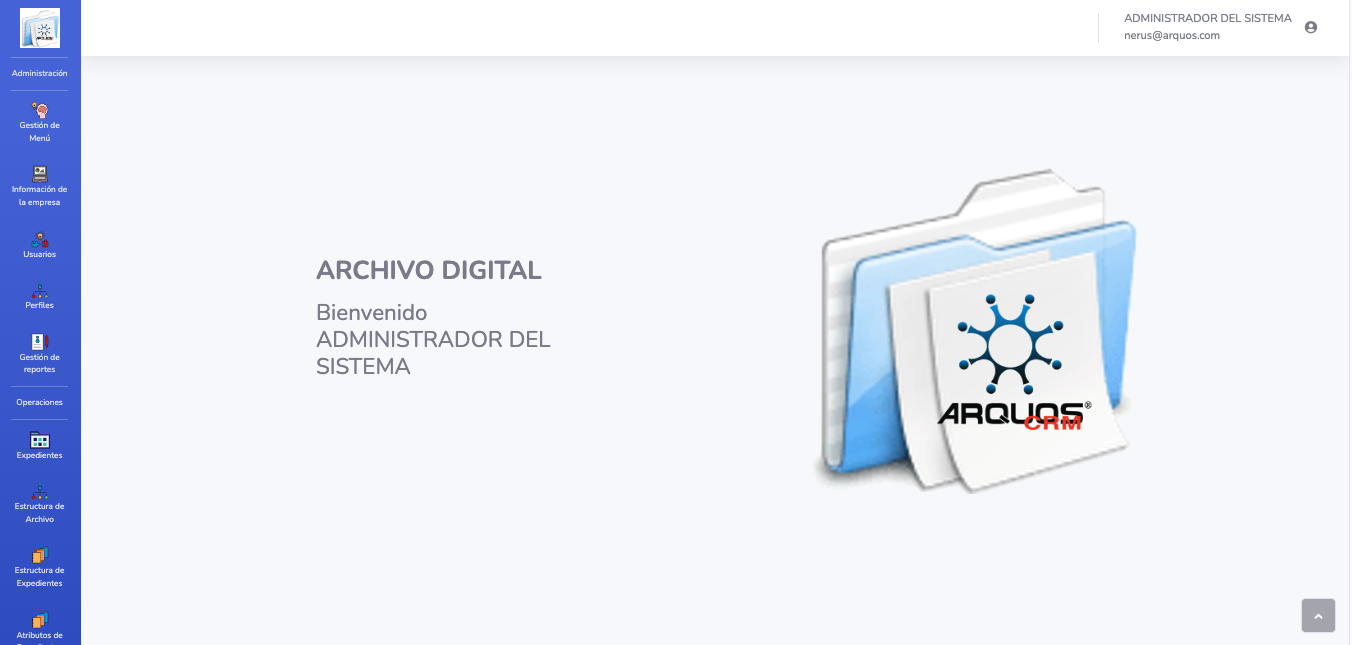 ADMINISTRADOR DEL SISTEMA
nerus@arquos.com
Administración
Gestión de
Menú
Información de
la empresa
Usuarios
Perfiles
Gestión de
reportes
Operaciones
Expedientes
Estructura de
Archivo
Estructura de
Expedientes
Atributos de
ARCHIVO DIGITAL
Bienvenido
ADMINISTRADOR DEL
SISTEMA
ARQUOS®
CRM